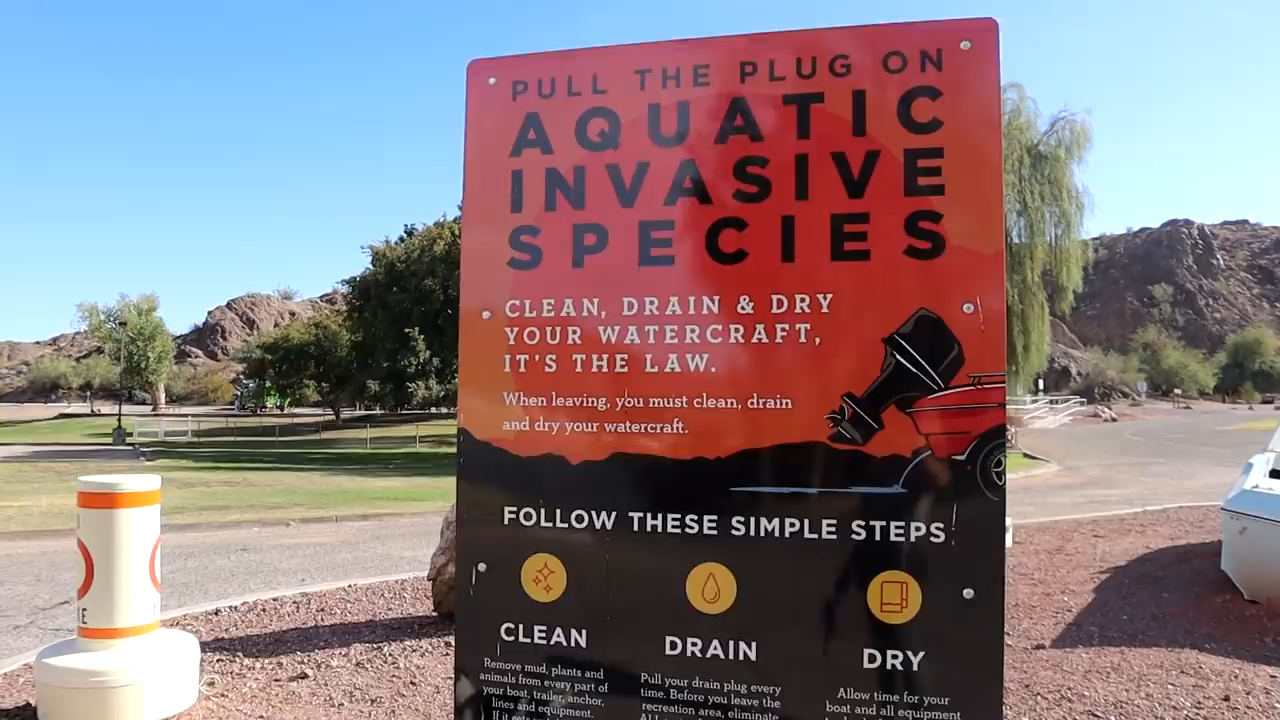 PULL THE PLUG ON
AQUATIC
INVASIVE
SPECIES
CLEAN, DRAIN & DRY
YOUR WATERCRAFT,
IT'S THE LAW.
When leaving, you must clean, drain
and dry your watercraft.
FOLLOW THESE SIMPLE STEPS
CLEAN
Remove mud, plants and
animals from every part of
your boat, trailer, anchor,
lines and equipment.
DRAIN
Pull your drain plug every
time. Before you leave the
recreation area, eliminate
DRY
Allow time for your
boat and all equipment